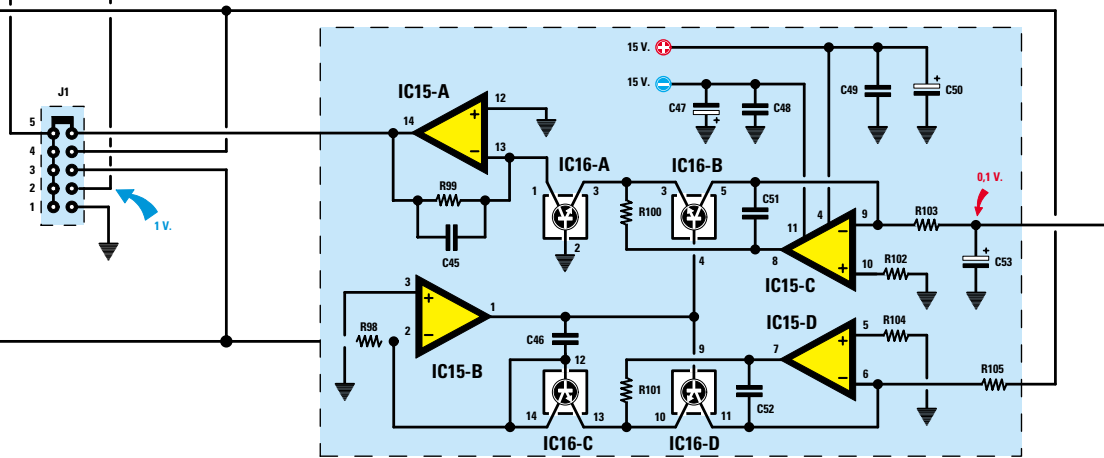 15 V.
15 V.
J1
5
4
3
2
1
1 V.
IC15-A
14
12
13
R99
C45
IC16-A
1
3
2
IC16-B
3
5
4
R100
C51
C47
+
C48
C49
C50
+
11
4
9
8
10
IC15-C
R103
R102
0,1 V.
C53
+
3
2
1
R98
IC15-B
C46
12
14
13
IC16-C
R101
9
10
11
IC16-D
C52
7
IC15-D
5
6
R104
R105